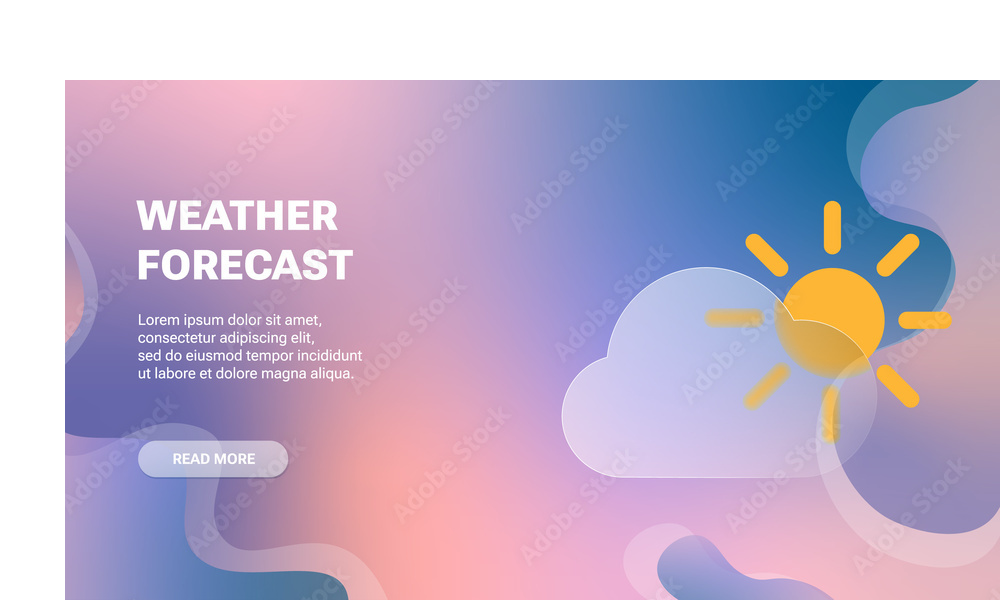 WEATHER
FORECAST
Lorem ipsum dolor sit amet,
consectetur adipiscing elit,
sed do eiusmod tempor incididunt
ut labore et dolore magna aliqua.
READ MORE
Adobe Stock